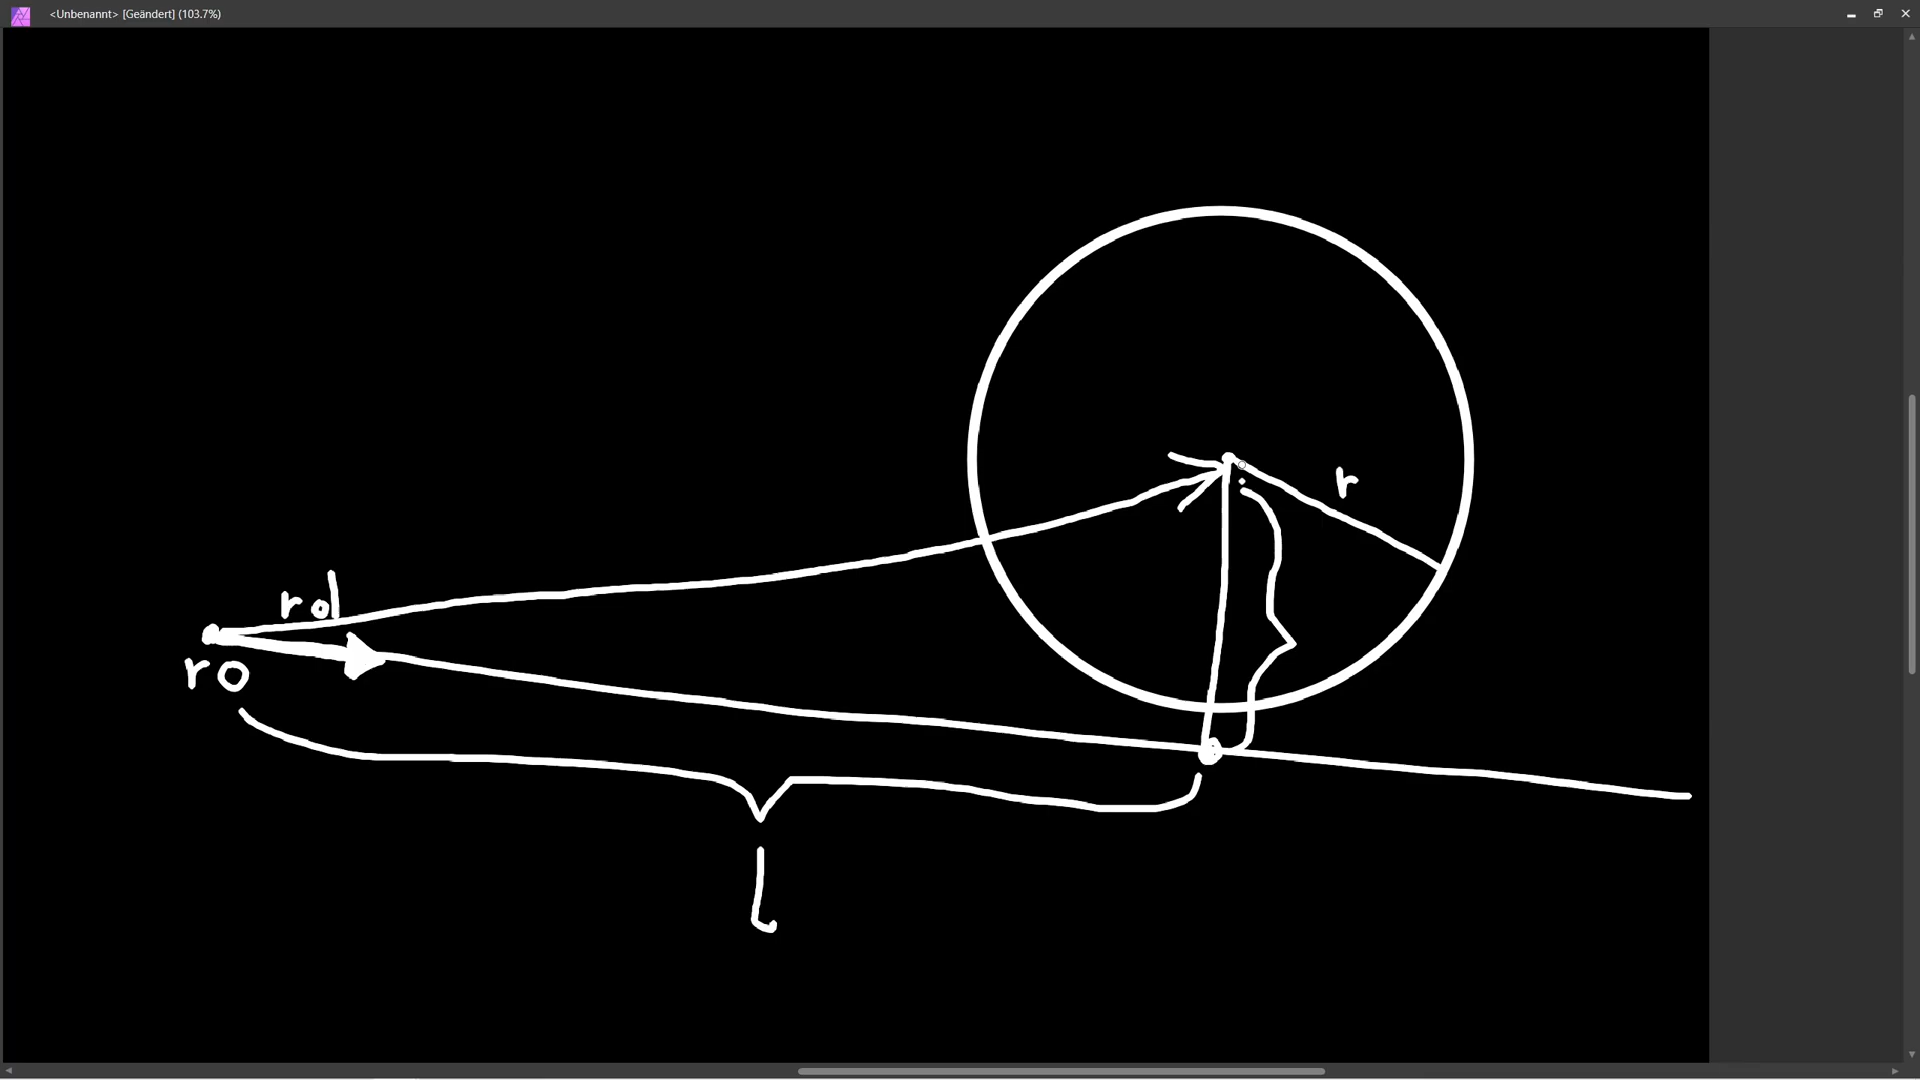 <Unbenannt> [Geändert] (103.7%)
r
rd
ro
L